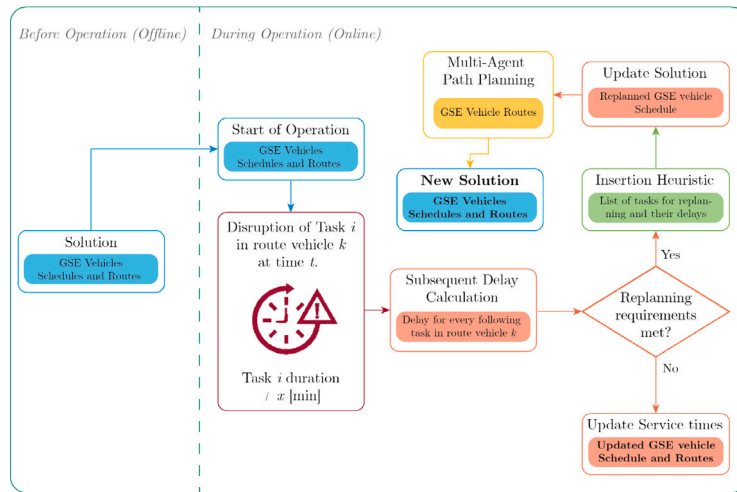 Before Operation (Offline)
During Operation (Online)
Solution
GSE Vehicles
Schedules and Routes
Start of Operation
GSE Vehicles
Schedules and Routes
Disruption of Task i
in route vehicle k
at time t.
Task i duration
x [min]
Subsequent Delay
Calculation
Delay for every following
task in route vehicle k
Replanning
requirements
met?
Yes
No
Insertion Heuristic
List of tasks for replan-
ning and their delays
Update Solution
Replanned GSE vehicle
Schedule
Multi-Agent
Path Planning
GSE Vehicle Routes
New Solution
GSE Vehicles
Schedules and Routes
Update Service times
Updated GSE vehicle
Schedule and Routes